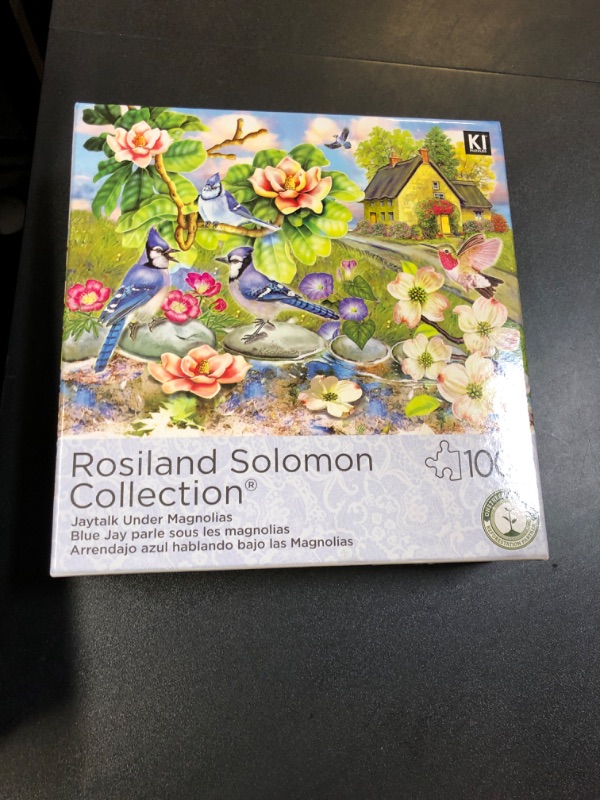 KI
Rosiland Solomon
Collection®
Jaytalk Under Magnolias
Blue Jay parle sous les magnolias
Arrendajo azul hablando bajo las Magnolias